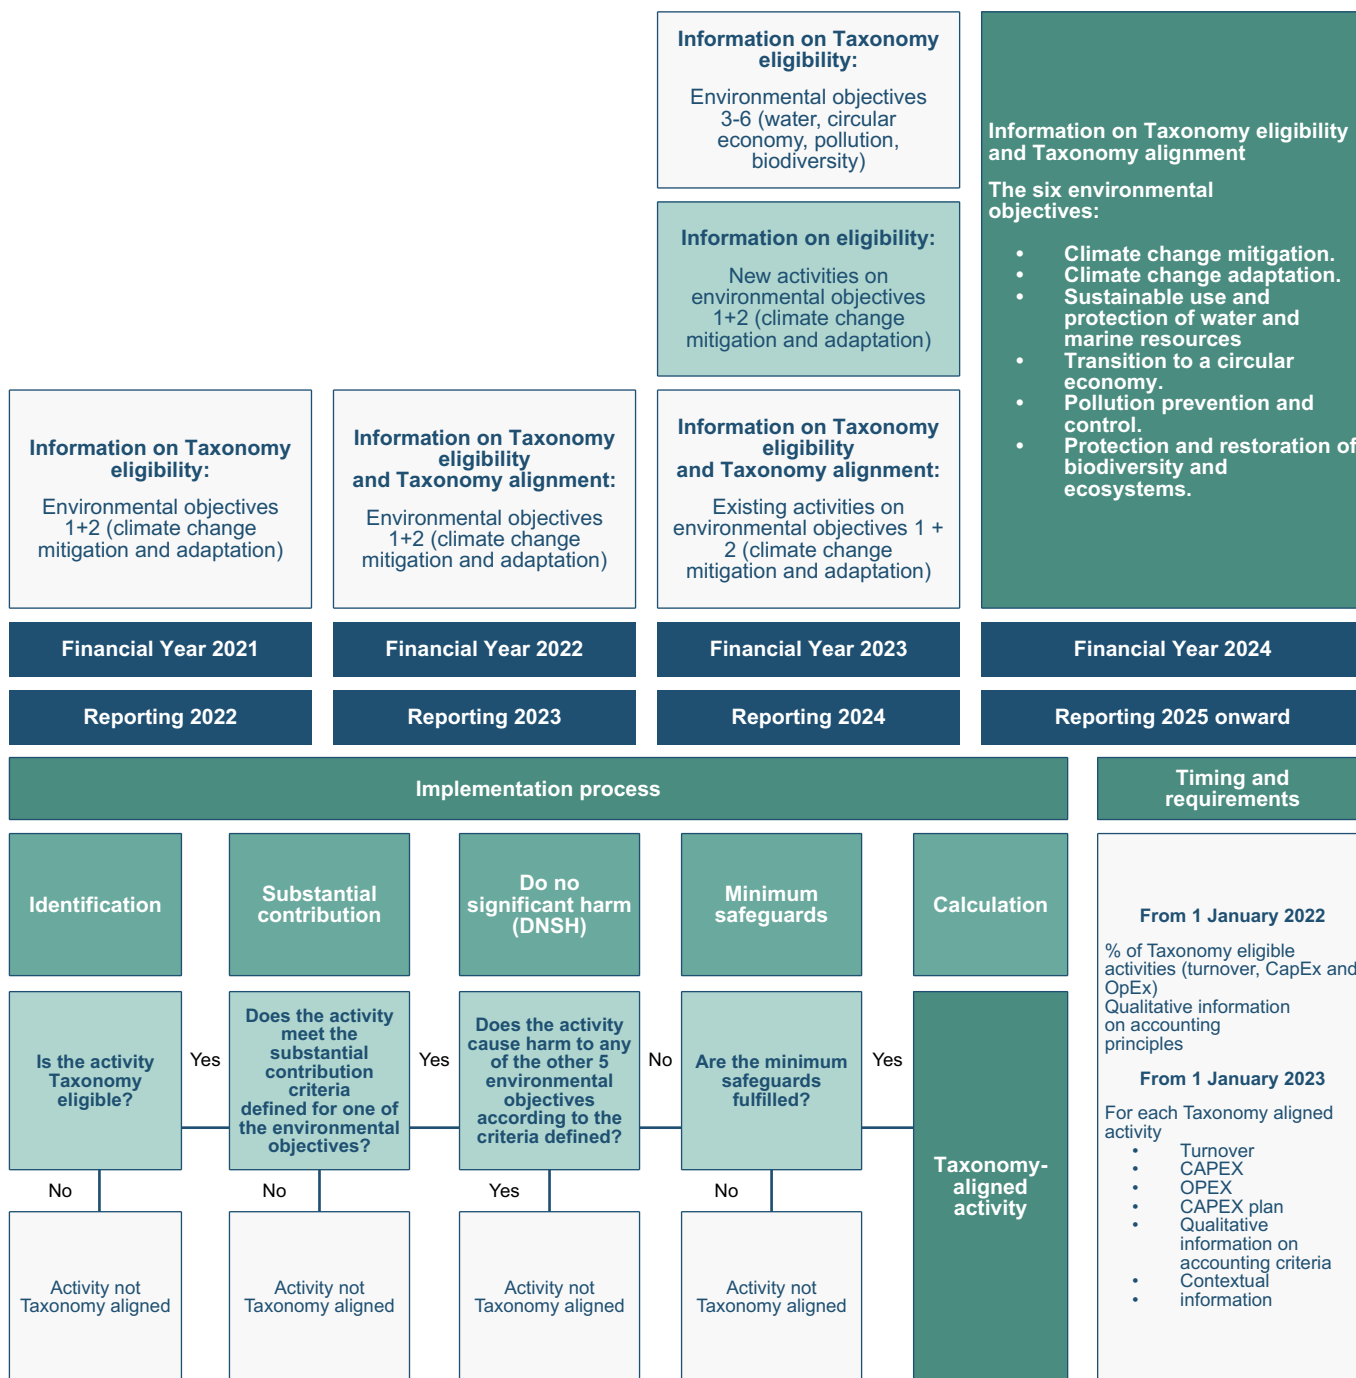 Information on Taxonomy
eligibility:
Environmental objectives
3-6 (water, circular
economy, pollution,
biodiversity)
Information on eligibility:
New activities on
environmental objectives
1+2 (climate change
mitigation and adaptation)
Information on Taxonomy eligibility
and Taxonomy alignment
The six environmental
objectives:
• Climate change mitigation.
• Climate change adaptation.
• Sustainable use and
protection of water and
marine resources
• Transition to a circular
economy.
• Pollution prevention and
control.
• Protection and restoration of
biodiversity and
ecosystems.
Information on Taxonomy
eligibility:
Environmental objectives
1+2 (climate change
mitigation and adaptation)
Information on Taxonomy
eligibility
and Taxonomy alignment:
Environmental objectives
1+2 (climate change
mitigation and adaptation)
Information on Taxonomy
eligibility
and Taxonomy alignment:
Existing activities on
environmental objectives 1 +
2 (climate change
mitigation and adaptation)
Financial Year 2021
Financial Year 2022
Financial Year 2023
Financial Year 2024
Reporting 2022
Reporting 2023
Reporting 2024
Reporting 2025 onward
Implementation process
Timing and
requirements
Identification
Substantial
contribution
Do no
significant harm
(DNSH)
Minimum
safeguards
Calculation
Is the activity
Taxonomy
eligible?
Yes
Does the activity
meet the
substantial
contribution
criteria
defined for one of
the environmental
objectives?
Yes
Does the activity
cause harm to any
of the other 5
environmental
objectives
according to the
criteria defined?
No
Are the minimum
safeguards
fulfilled?
Yes
Taxonomy-
aligned
activity
No
No
Yes
No
Activity not
Taxonomy aligned
Activity not
Taxonomy aligned
Activity not
Taxonomy aligned
Activity not
Taxonomy aligned
From 1 January 2022
% of Taxonomy eligible
activities (turnover, CapEx and
OpEx)
Qualitative information
on accounting
principles
From 1 January 2023
For each Taxonomy aligned
activity
• Turnover
• CAPEX
• OPEX
• CAPEX plan
• Qualitative
information on
accounting criteria
• Contextual
• information